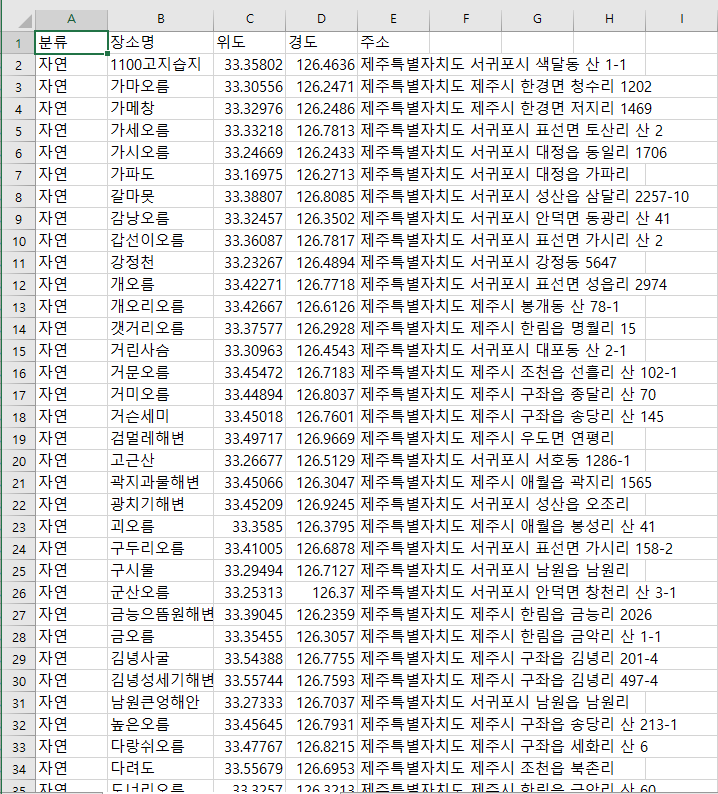 A B C D E F G H I
1 분류 장소명 위도 경도 주소
2 자연 1100고지습지 33.35802 126.4636 제주특별자치도 서귀포시 색달동 산 1-1
3 자연 가마오름 33.30556 126.2471 제주특별자치도 제주시 한경면 청수리 1202
4 자연 가메창 33.32976 126.2486 제주특별자치도 제주시 한경면 저지리 1469
5 자연 가세오름 33.33218 126.7813 제주특별자치도 서귀포시 표선면 토산리 산 2
6 자연 가시오름 33.24669 126.2433 제주특별자치도 서귀포시 대정읍 동일리 1706
7 자연 가파도 33.16975 126.2713 제주특별자치도 서귀포시 대정읍 가파리
8 자연 갈마못 33.38807 126.8085 제주특별자치도 서귀포시 성산읍 삼달리 2257-10
9 자연 감낭오름 33.32457 126.3502 제주특별자치도 서귀포시 안덕면 동광리 산 41
10 자연 갑선이오름 33.36087 126.7817 제주특별자치도 서귀포시 표선면 가시리 산 2
11 자연 강정천 33.23267 126.4894 제주특별자치도 서귀포시 강정동 5647
12 자연 개오름 33.42271 126.7718 제주특별자치도 서귀포시 표선면 성읍리 2974
13 자연 개오리오름 33.42667 126.6126 제주특별자치도 제주시 봉개동 산 78-1
14 자연 갯거리오름 33.37577 126.2928 제주특별자치도 제주시 한림읍 명월리 15
15 자연 거린사슴 33.30963 126.4543 제주특별자치도 서귀포시 대포동 산 2-1
16 자연 거문오름 33.45472 126.7183 제주특별자치도 제주시 조천읍 선흘리 산 102-1
17 자연 거미오름 33.44894 126.8037 제주특별자치도 제주시 구좌읍 종달리 산 70
18 자연 거슨세미 33.45018 126.7601 제주특별자치도 제주시 구좌읍 송당리 산 145
19 자연 검멀레해변 33.49717 126.9669 제주특별자치도 제주시 우도면 연평리
20 자연 고근산 33.26677 126.5129 제주특별자치도 서귀포시 서호동 1286-1
21 자연 곽지과물해변 33.45066 126.3047 제주특별자치도 제주시 애월읍 곽지리 1565
22 자연 광치기해변 33.45209 126.9245 제주특별자치도 서귀포시 성산읍 오조리
23 자연 괴오름 33.3585 126.3795 제주특별자치도 제주시 애월읍 봉성리 산 41
24 자연 구두리오름 33.41005 126.6878 제주특별자치도 서귀포시 표선면 가시리 158-2
25 자연 구시물 33.29494 126.7127 제주특별자치도 서귀포시 남원읍 남원리
26 자연 군산오름 33.25313 126.37 제주특별자치도 서귀포시 안덕면 창천리 산 3-1
27 자연 금능으뜸원해변 33.39045 126.2359 제주특별자치도 제주시 한림읍 금능리 2026
28 자연 금오름 33.35455 126.3057 제주특별자치도 제주시 한림읍 금악리 산 1-1
29 자연 김녕사굴 33.54388 126.7755 제주특별자치도 제주시 구좌읍 김녕리 201-4
30 자연 김녕성세기해변 33.55744 126.7593 제주특별자치도 제주시 구좌읍 김녕리 497-4
31 자연 남원큰엉해안 33.27333 126.7037 제주특별자치도 서귀포시 남원읍 남원리
32 자연 높은오름 33.45645 126.7931 제주특별자치도 제주시 구좌읍 송당리 산 213-1
33 자연 다랑쉬오름 33.47767 126.8215 제주특별자치도 제주시 구좌읍 세화리 산 6
34 자연 다려도 33.55679 126.6953 제주특별자치도 제주시 조천읍 북촌리
35 자연 도너리오름 33.3257 126.3213 제주특별자치도 제주시 한림읍 금악리 산 60